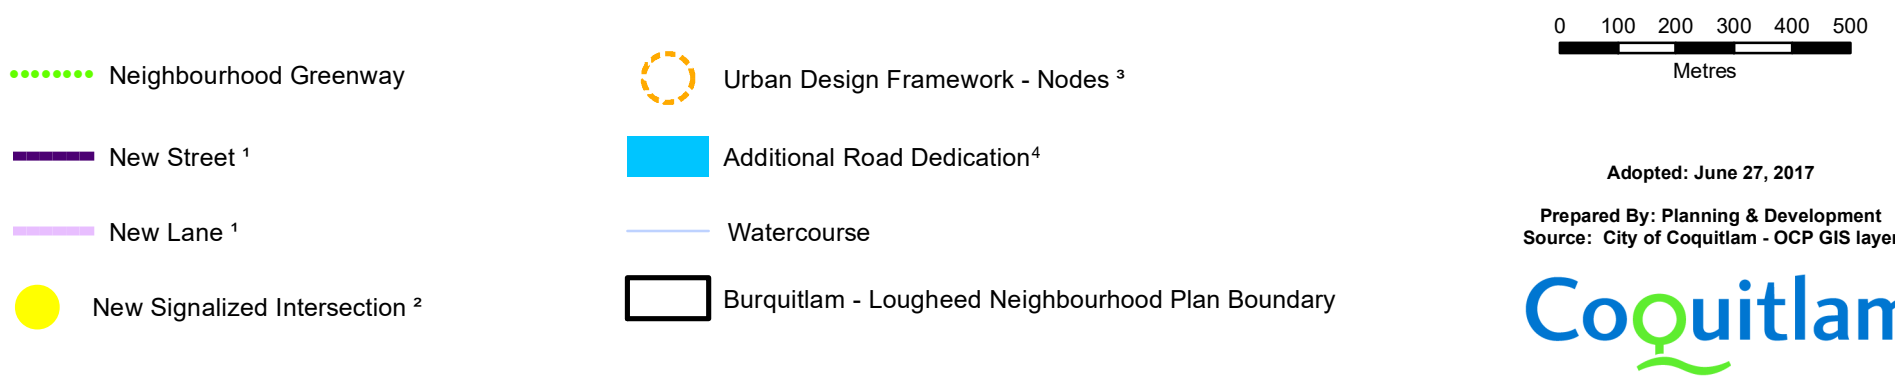 Neighbourhood Greenway
New Street ¹
New Lane ¹
New Signalized Intersection ²
Urban Design Framework - Nodes ³
Additional Road Dedication⁴
Watercourse
Burquitlam - Lougheed Neighbourhood Plan Boundary
0 100 200 300 400 500
Metres
Adopted: June 27, 2017
Prepared By: Planning & Development
Source: City of Coquitlam - OCP GIS layer
Coquitlam